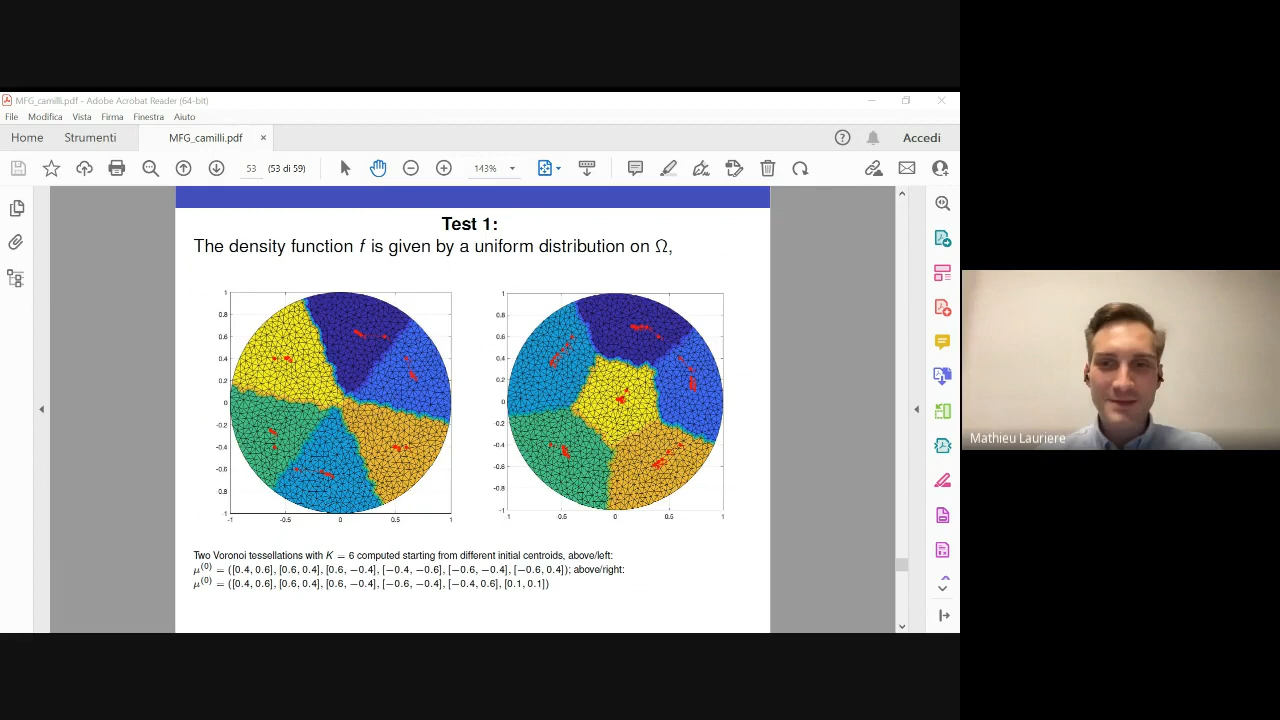 MFG_camilli.pdf - Adobe Acrobat Reader (64-bit)
File Modifica Vista Firma Finestra Aiuto
Home Strumenti MFG_camilli.pdf × Accedi
53 (53 di 59) 143%
Test 1:
The density function f is given by a uniform distribution on Ω,
1
0.8
0.6
0.4
0.2
0
-0.2
-0.4
-0.6
0.8
-1
-1 -0.5 0 0.5 1
1
0.8
0.6
0.4
0.2
0
-0.2
-0.4
-0.6
-0.8
-1
1 0.5 0 0.5 1
Two Voronoi tessellations with K = 6 computed starting from different initial centroids, above/left:
μ⁽⁰⁾ = ([0.4, 0.6], [0.6, 0.4], [0.6, −0.4], [−0.4, −0.6], [−0.6, −0.4], [−0.6, 0.4]); above/right:
μ⁽⁰⁾ = ([0.4, 0.6], [0.6, 0.4], [0.6, −0.4], [−0.6, −0.4], [−0.4, 0.6], [0.1, 0.1])
Mathieu Lauriere